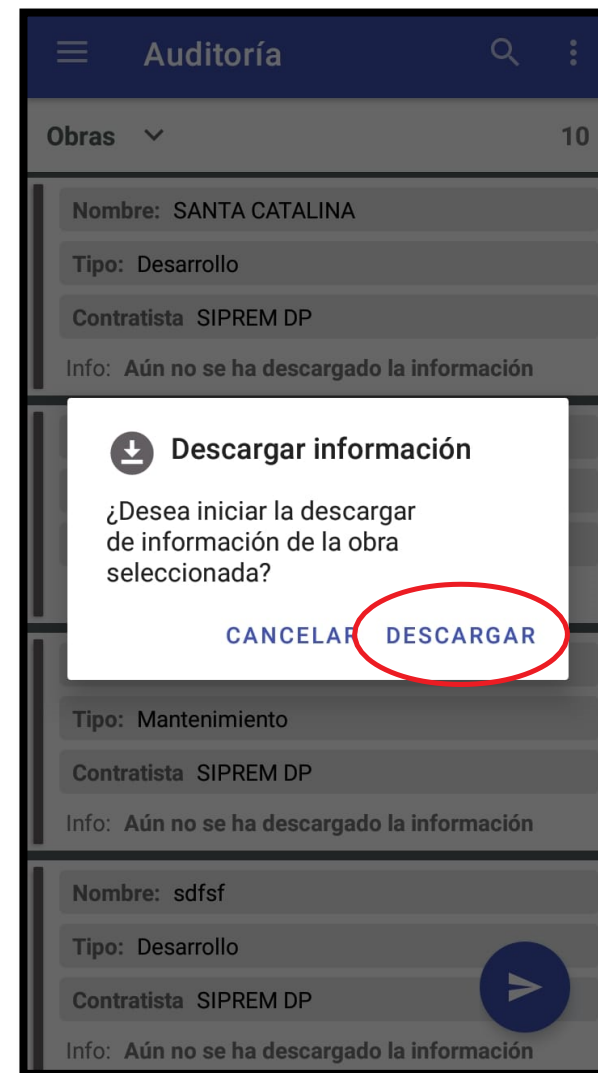 Auditoría
Obras 10
Nombre: SANTA CATALINA
Tipo: Desarrollo
Contratista SIPREM DP
Info: Aún no se ha descargado la información
Descargar información
¿Desea iniciar la descargar
de información de la obra
seleccionada?
CANCELAR DESCARGAR
Tipo: Mantenimiento
Contratista SIPREM DP
Info: Aún no se ha descargado la información
Nombre: sdfsf
Tipo: Desarrollo
Contratista SIPREM DP
Info: Aún no se ha descargado la información